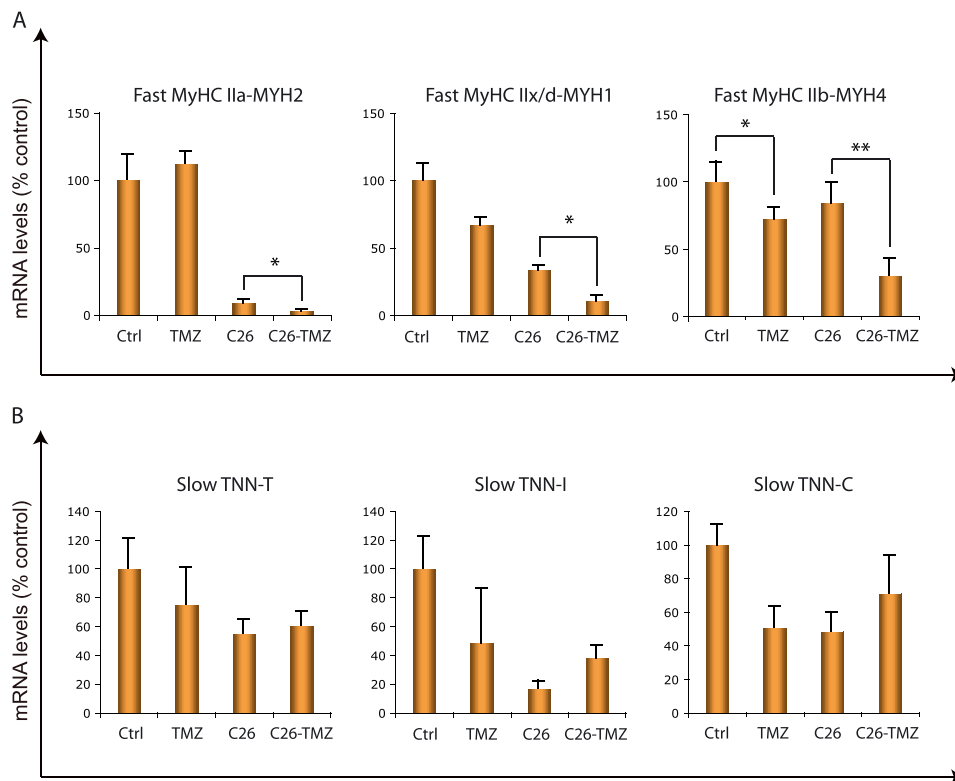 A
mRNA levels (% control)
Fast MyHC IIa-MYH2
150
100
50
0
*
Ctrl TMZ C26 C26-TMZ
Fast MyHC IIx/d-MYH1
150
100
50
0
*
Ctrl TMZ C26 C26-TMZ
Fast MyHC IIb-MYH4
150
100
50
0
*
**
Ctrl TMZ C26 C26-TMZ
B
mRNA levels (% control)
Slow TNN-T
140
120
100
80
60
40
20
0
Ctrl TMZ C26 C26-TMZ
Slow TNN-I
140
120
100
80
60
40
20
0
Ctrl TMZ C26 C26-TMZ
Slow TNN-C
120
100
80
60
40
20
0
Ctrl TMZ C26 C26-TMZ